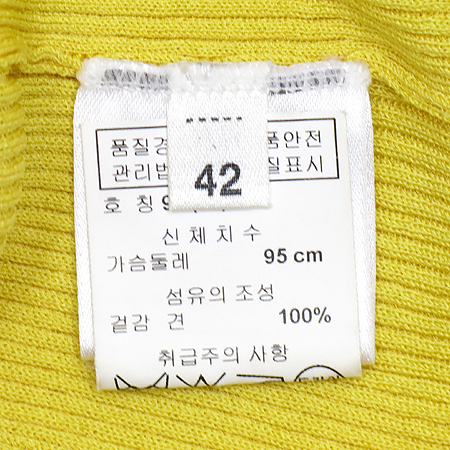 품질경 품안전
관리법 질표시
42
호 칭 9
신체치수
가슴둘레 95 cm
섬유의 조성
겉감 견 100%
취급주의 사항